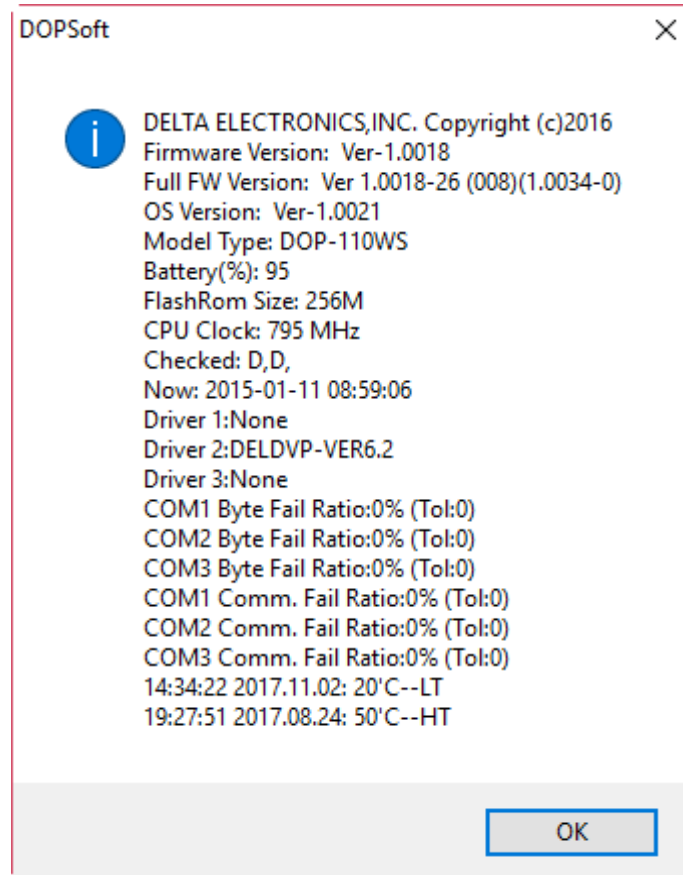 DOPSoft
DELTA ELECTRONICS,INC. Copyright (c)2016
Firmware Version:  Ver-1.0018
Full FW Version:  Ver 1.0018-26 (008)(1.0034-0)
OS Version:  Ver-1.0021
Model Type: DOP-110WS
Battery(%): 95
FlashRom Size: 256M
CPU Clock: 795 MHz
Checked: D,D,
Now: 2015-01-11 08:59:06
Driver 1:None
Driver 2:DELDVP-VER6.2
Driver 3:None
COM1 Byte Fail Ratio:0% (Tol:0)
COM2 Byte Fail Ratio:0% (Tol:0)
COM3 Byte Fail Ratio:0% (Tol:0)
COM1 Comm. Fail Ratio:0% (Tol:0)
COM2 Comm. Fail Ratio:0% (Tol:0)
COM3 Comm. Fail Ratio:0% (Tol:0)
14:34:22 2017.11.02: 20'C--LT
19:27:51 2017.08.24: 50'C--HT
OK